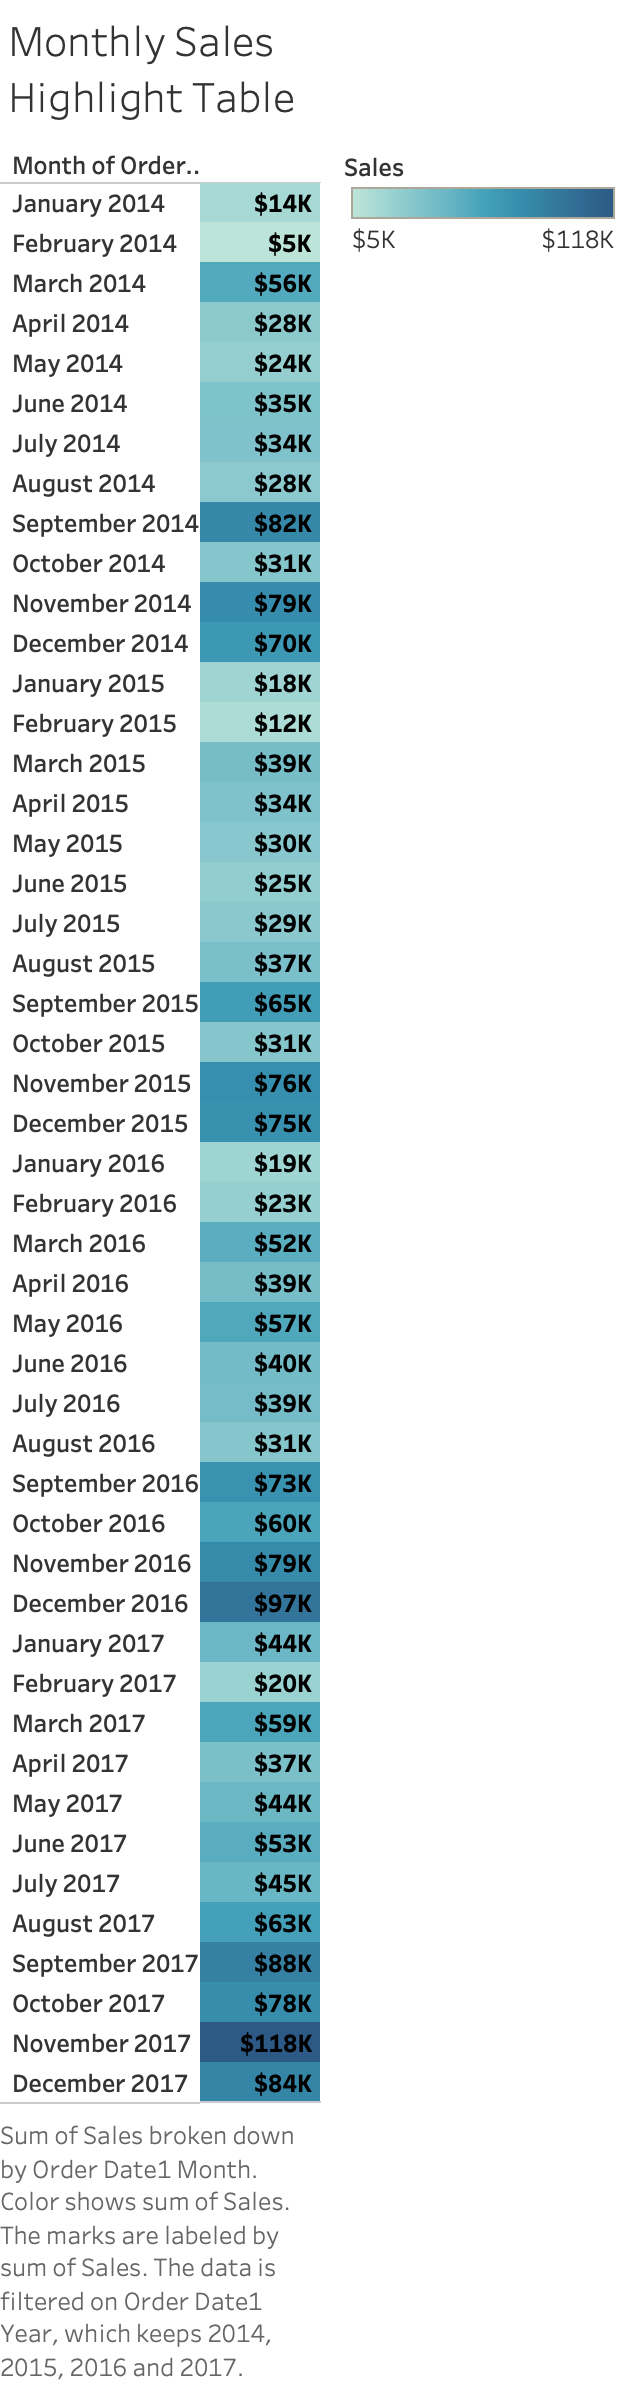 Monthly Sales
Highlight Table
Month of Order..
Sales
$5K $118K
January 2014 $14K
February 2014 $5K
March 2014 $56K
April 2014 $28K
May 2014 $24K
June 2014 $35K
July 2014 $34K
August 2014 $28K
September 2014 $82K
October 2014 $31K
November 2014 $79K
December 2014 $70K
January 2015 $18K
February 2015 $12K
March 2015 $39K
April 2015 $34K
May 2015 $30K
June 2015 $25K
July 2015 $29K
August 2015 $37K
September 2015 $65K
October 2015 $31K
November 2015 $76K
December 2015 $75K
January 2016 $19K
February 2016 $23K
March 2016 $52K
April 2016 $39K
May 2016 $57K
June 2016 $40K
July 2016 $39K
August 2016 $31K
September 2016 $73K
October 2016 $60K
November 2016 $79K
December 2016 $97K
January 2017 $44K
February 2017 $20K
March 2017 $59K
April 2017 $37K
May 2017 $44K
June 2017 $53K
July 2017 $45K
August 2017 $63K
September 2017 $88K
October 2017 $78K
November 2017 $118K
December 2017 $84K
Sum of Sales broken down
by Order Date1 Month.
Color shows sum of Sales.
The marks are labeled by
sum of Sales. The data is
filtered on Order Date1
Year, which keeps 2014,
2015, 2016 and 2017.